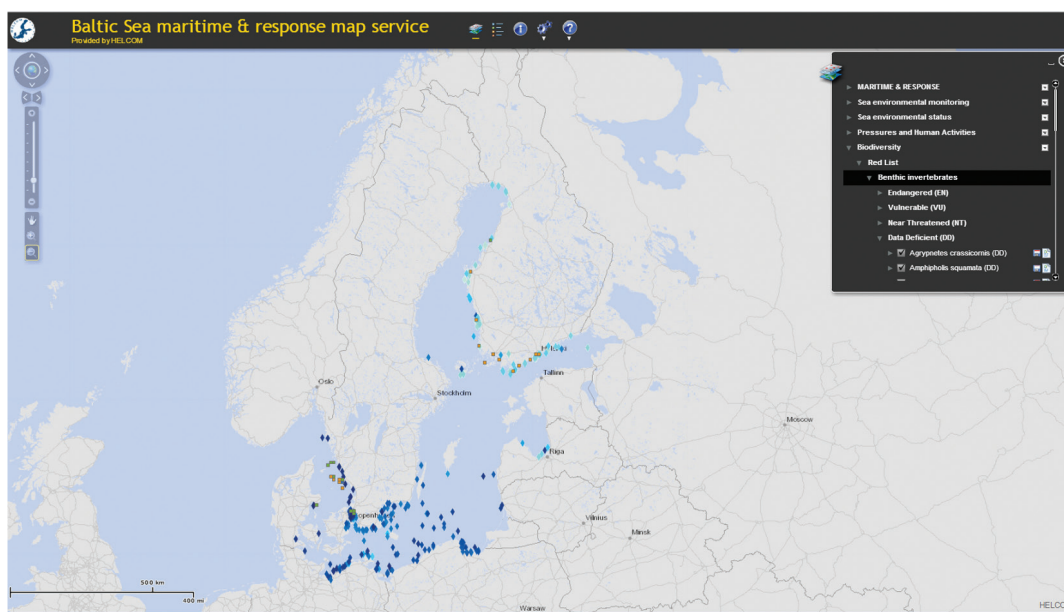 Baltic Sea maritime & response map service
Provided by HELCOM
MARITIME & RESPONSE
Sea environmental monitoring
Sea environmental status
Pressures and Human Activities
Biodiversity
Red List
Benthic invertebrates
Endangered (EN)
Vulnerable (VU)
Near Threatened (NT)
Data Deficient (DD)
Agrypnetes crassicornis (DD)
Amphipholis squamata (DD)
Tallinn
Oslo
Stockholm
Moscow
Riga
Vilnius
Minsk
500 km
400 mi
Warsaw
HELCO